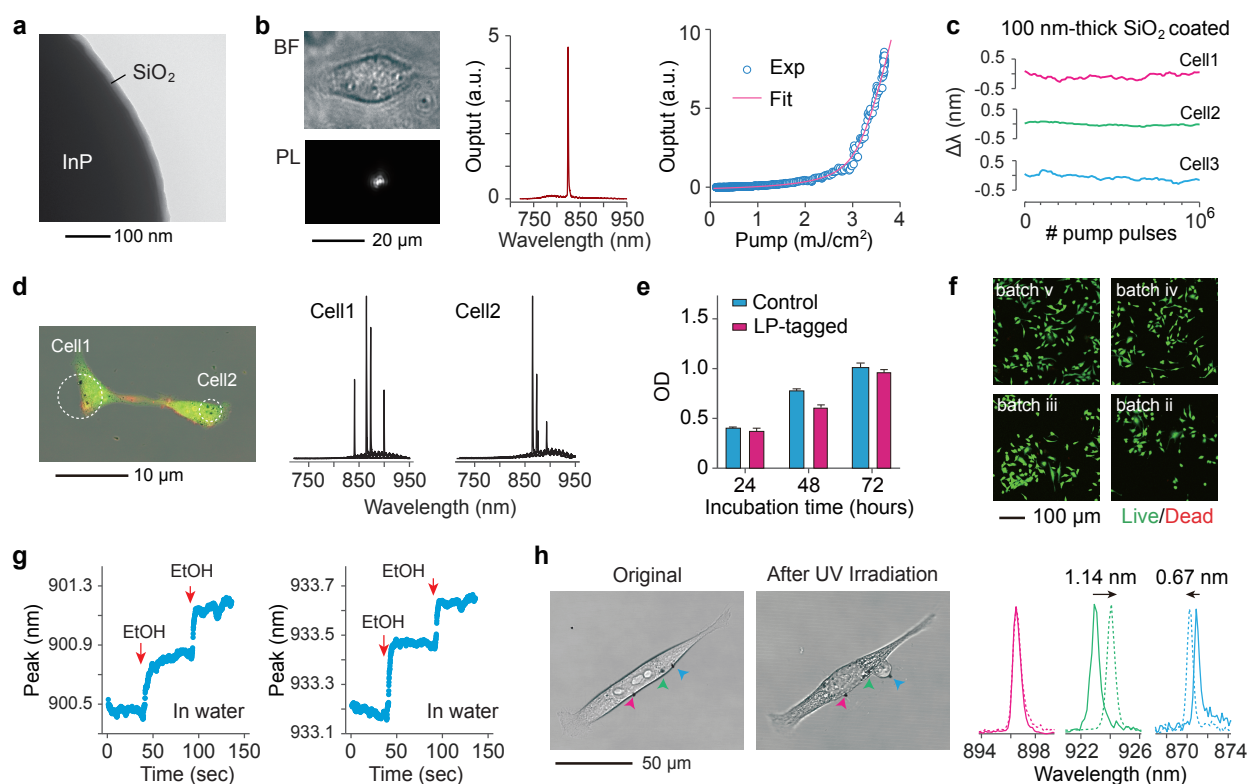 a
SiO2
InP
100 nm
b
BF
PL
20 µm
Ouptut (a.u.)
5
0
750
850
950
Wavelength (nm)
Ouptut (a.u.)
10
5
0
Exp
Fit
0
1
2
3
4
Pump (mJ/cm2)
c
100 nm-thick SiO2 coated
Δλ (nm)
0.5
-0.5
Cell1
0.5
-0.5
Cell2
0.5
-0.5
Cell3
0
10^6
# pump pulses
d
Cell1
Cell2
10 µm
Cell1
Cell2
750
850
950
750
850
950
Wavelength (nm)
e
Control
LP-tagged
OD
1.5
1.0
0.5
0
24
48
72
Incubation time (hours)
f
batch v
batch iv
batch iii
batch ii
100 µm
Live/Dead
g
Peak (nm)
901.3
900.9
900.5
EtOH
EtOH
In water
0
50
100
150
Time (sec)
Peak (nm)
933.7
933.5
933.3
933.1
EtOH
EtOH
In water
0
50
100
150
Time (sec)
h
Original
After UV Irradiation
50 µm
1.14 nm
0.67 nm
894
898
922
926
870
874
Wavelength (nm)